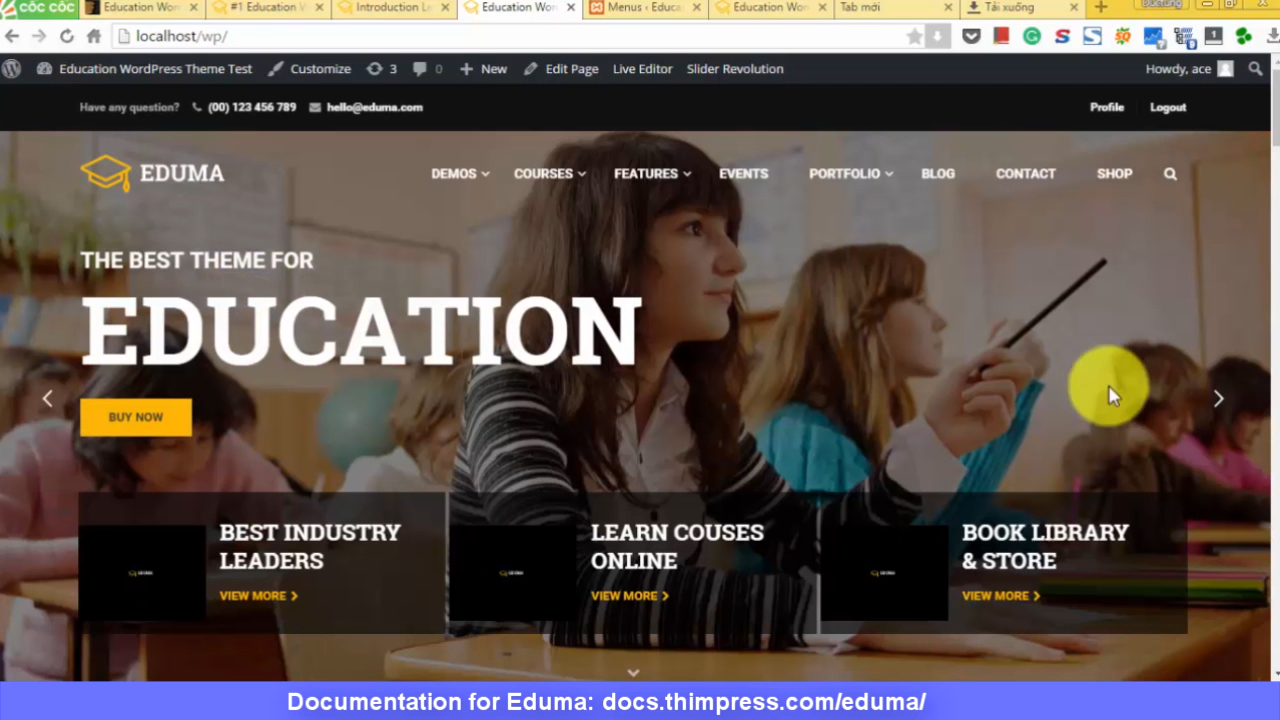 CỐC CỐC
Education Wor
#1 Education V
Introduction Le
Education Wor
Menus ‹ Educa
Education Wor
Tab mới
Tải xuống
localhost/wp/
Education WordPress Theme Test
Customize
3
0
New
Edit Page
Live Editor
Slider Revolution
Howdy, ace
Have any question?
(00) 123 456 789
hello@eduma.com
Profile
Logout
EDUMA
DEMOS
COURSES
FEATURES
EVENTS
PORTFOLIO
BLOG
CONTACT
SHOP
THE BEST THEME FOR
EDUCATION
BUY NOW
BEST INDUSTRY
LEADERS
VIEW MORE
LEARN COUSES
ONLINE
VIEW MORE
BOOK LIBRARY
& STORE
VIEW MORE
Documentation for Eduma: docs.thimpress.com/eduma/